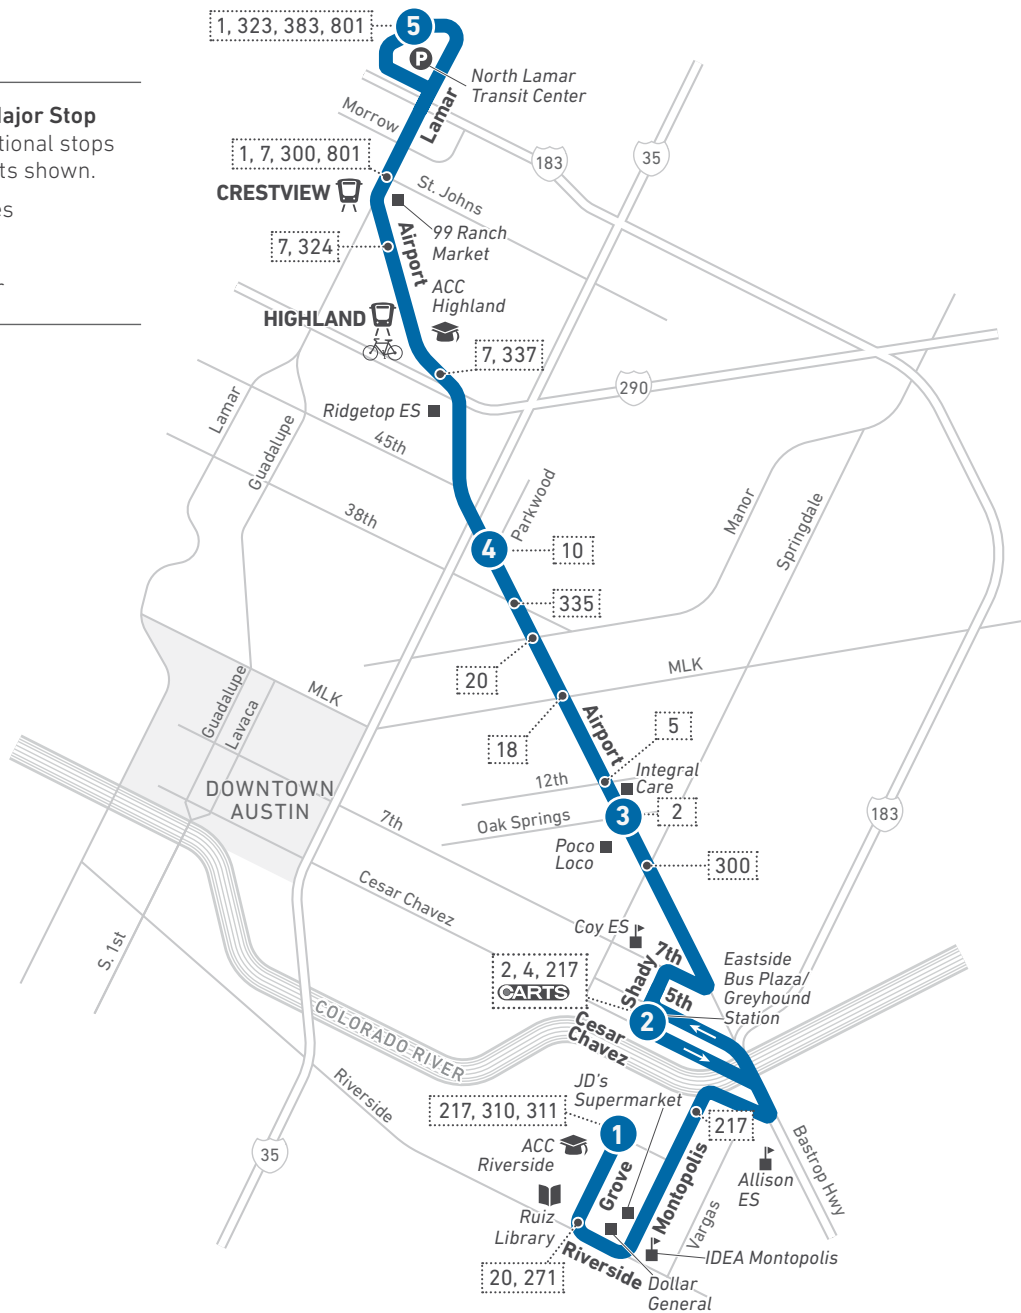 ajor Stop
tional stops
ts shown.
es
1, 323, 383, 801
5
P
North Lamar
Transit Center
Lamar
Morrow
1, 7, 300, 801
183
35
CRESTVIEW
St. Johns
99 Ranch
Market
7, 324
Airport
ACC
Highland
HIGHLAND
7, 337
290
Ridgetop ES
Lamar
Guadalupe
45th
38th
Parkwood
Manor
Springdale
4
10
335
20
MLK
MLK
Guadalupe
Lavaca
18
Airport
5
12th
Integral
Care
DOWNTOWN
AUSTIN
7th
Oak Springs
3
2
183
Poco
Loco
300
Cesar Chavez
Coy ES
7th
Shady
S. 1st
2, 4, 217
CARTS
5th
Eastside
Bus Plaza/
Greyhound
Station
2
Cesar
Chavez
COLORADO RIVER
Riverside
JD's
Supermarket
217, 310, 311
1
217
ACC
Riverside
35
Grove
Montopolis
Allison
ES
Bastrop Hwy
Ruiz
Library
Vargas
IDEA Montopolis
Riverside
20, 271
Dollar
General